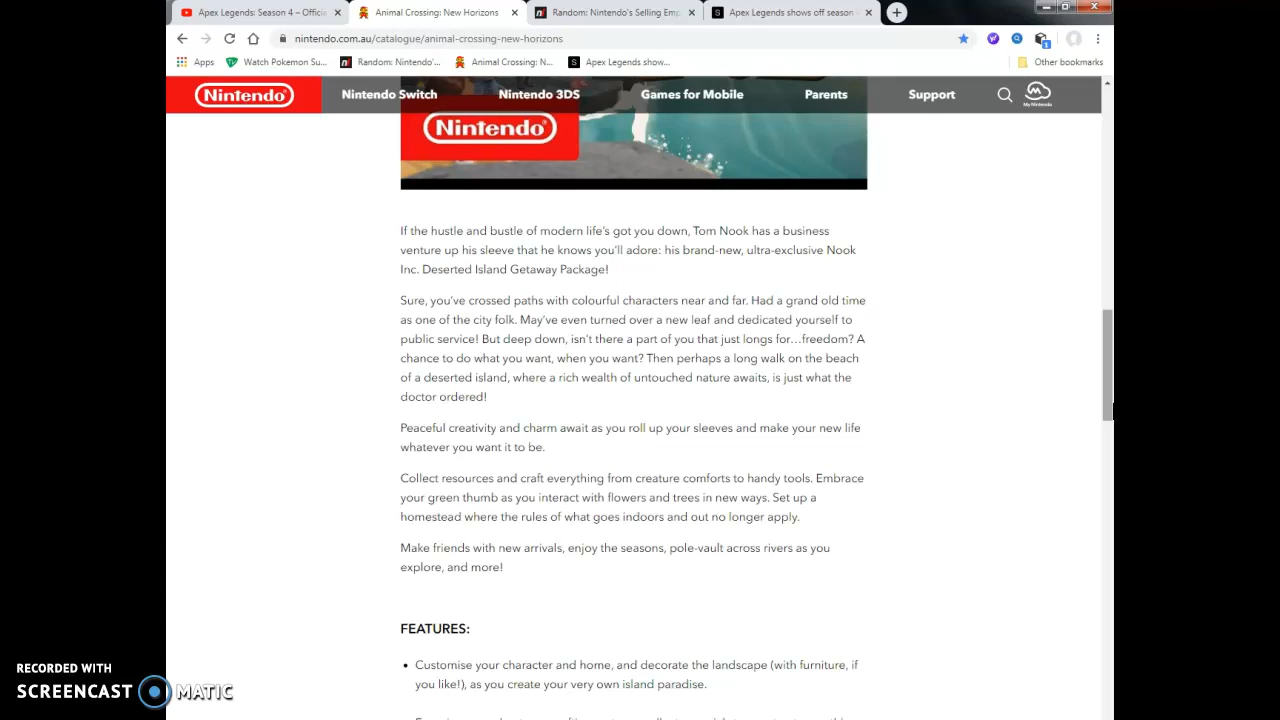 Apex Legends: Season 4 – Officia
Animal Crossing: New Horizons
Random: Nintendo's Selling Emp
Apex Legends shows off season
nintendo.com.au/catalogue/animal-crossing-new-horizons
Apps
Watch Pokemon Su...
Random: Nintendo'...
Animal Crossing: N...
Apex Legends show...
Other bookmarks
Nintendo
Nintendo Switch
Nintendo 3DS
Games for Mobile
Parents
Support
My Nintendo
Nintendo
If the hustle and bustle of modern life's got you down, Tom Nook has a business
venture up his sleeve that he knows you'll adore: his brand-new, ultra-exclusive Nook
Inc. Deserted Island Getaway Package!
Sure, you've crossed paths with colourful characters near and far. Had a grand old time
as one of the city folk. May've even turned over a new leaf and dedicated yourself to
public service! But deep down, isn't there a part of you that just longs for…freedom? A
chance to do what you want, when you want? Then perhaps a long walk on the beach
of a deserted island, where a rich wealth of untouched nature awaits, is just what the
doctor ordered!
Peaceful creativity and charm await as you roll up your sleeves and make your new life
whatever you want it to be.
Collect resources and craft everything from creature comforts to handy tools. Embrace
your green thumb as you interact with flowers and trees in new ways. Set up a
homestead where the rules of what goes indoors and out no longer apply.
Make friends with new arrivals, enjoy the seasons, pole-vault across rivers as you
explore, and more!
FEATURES:
• Customise your character and home, and decorate the landscape (with furniture, if
you like!), as you create your very own island paradise.
RECORDED WITH
SCREENCAST MATIC